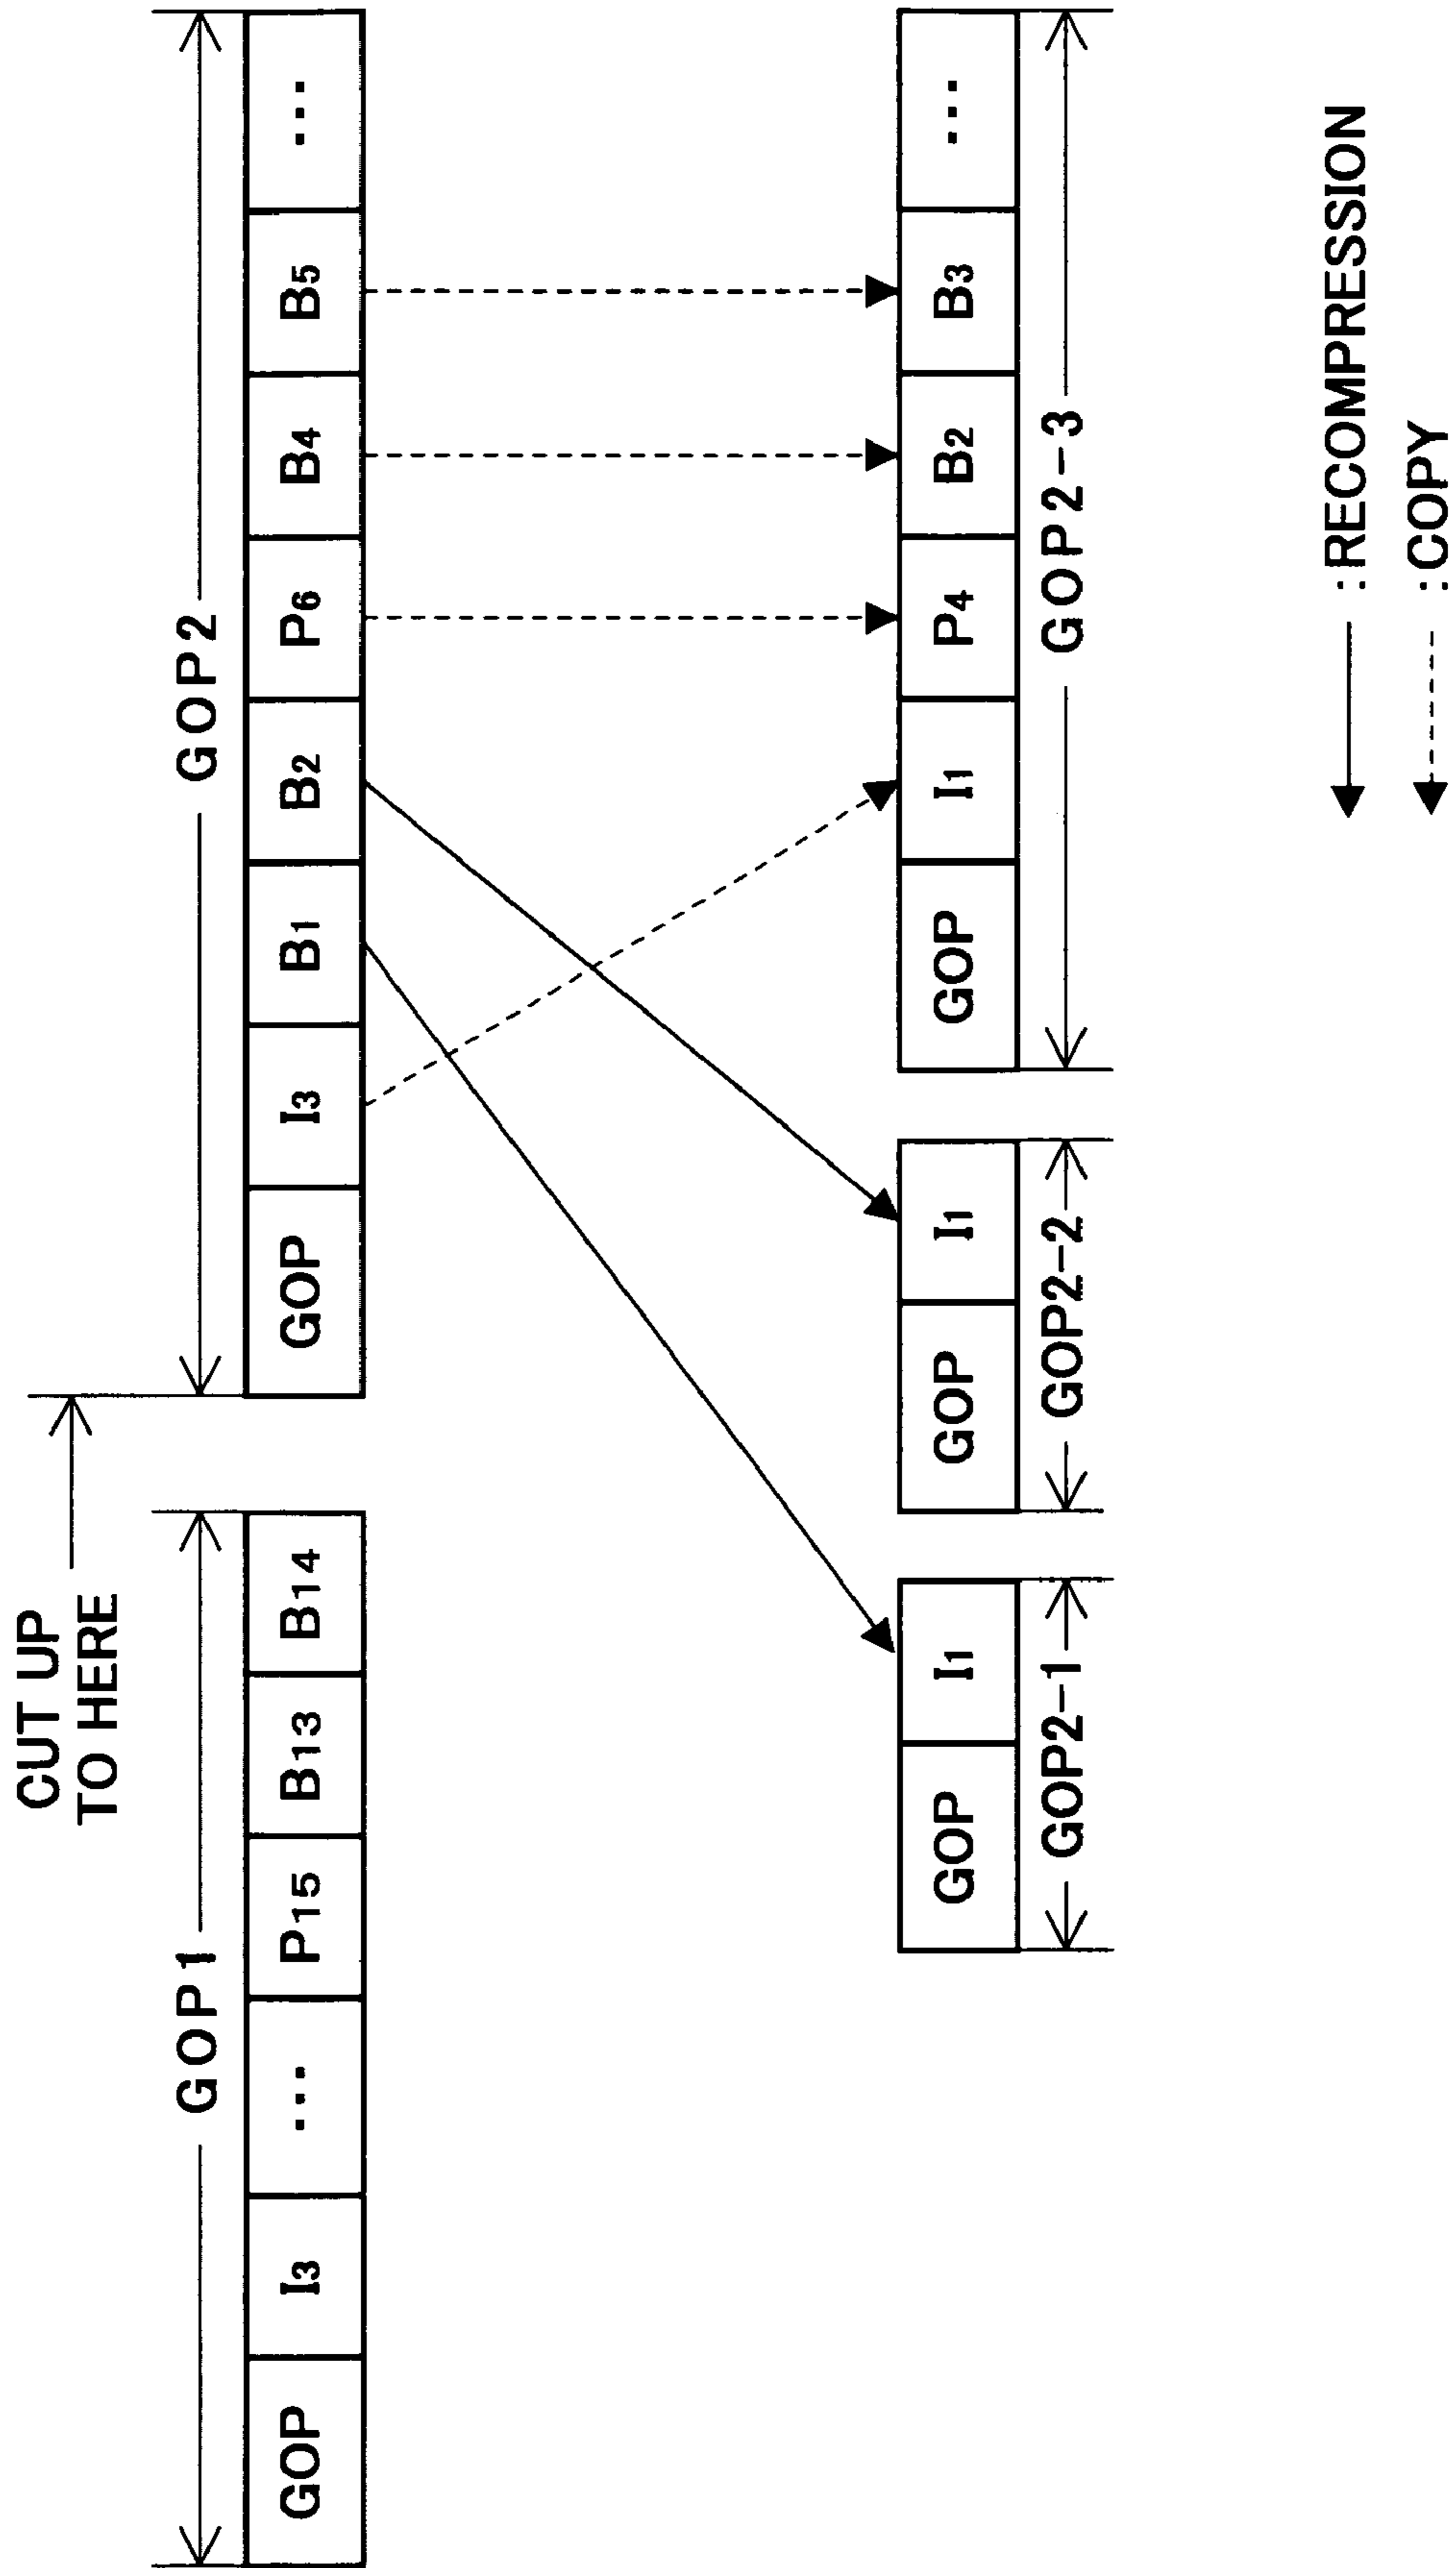 CUT UP
TO HERE
GOP1
GOP2
GOP I3 ... P15 B13 B14
GOP I3 B1 B2 P6 B4 B5 ...
GOP I1
GOP I1
GOP I1 P4 B2 B3 ...
GOP2-1
GOP2-2
GOP2-3
:RECOMPRESSION
:COPY